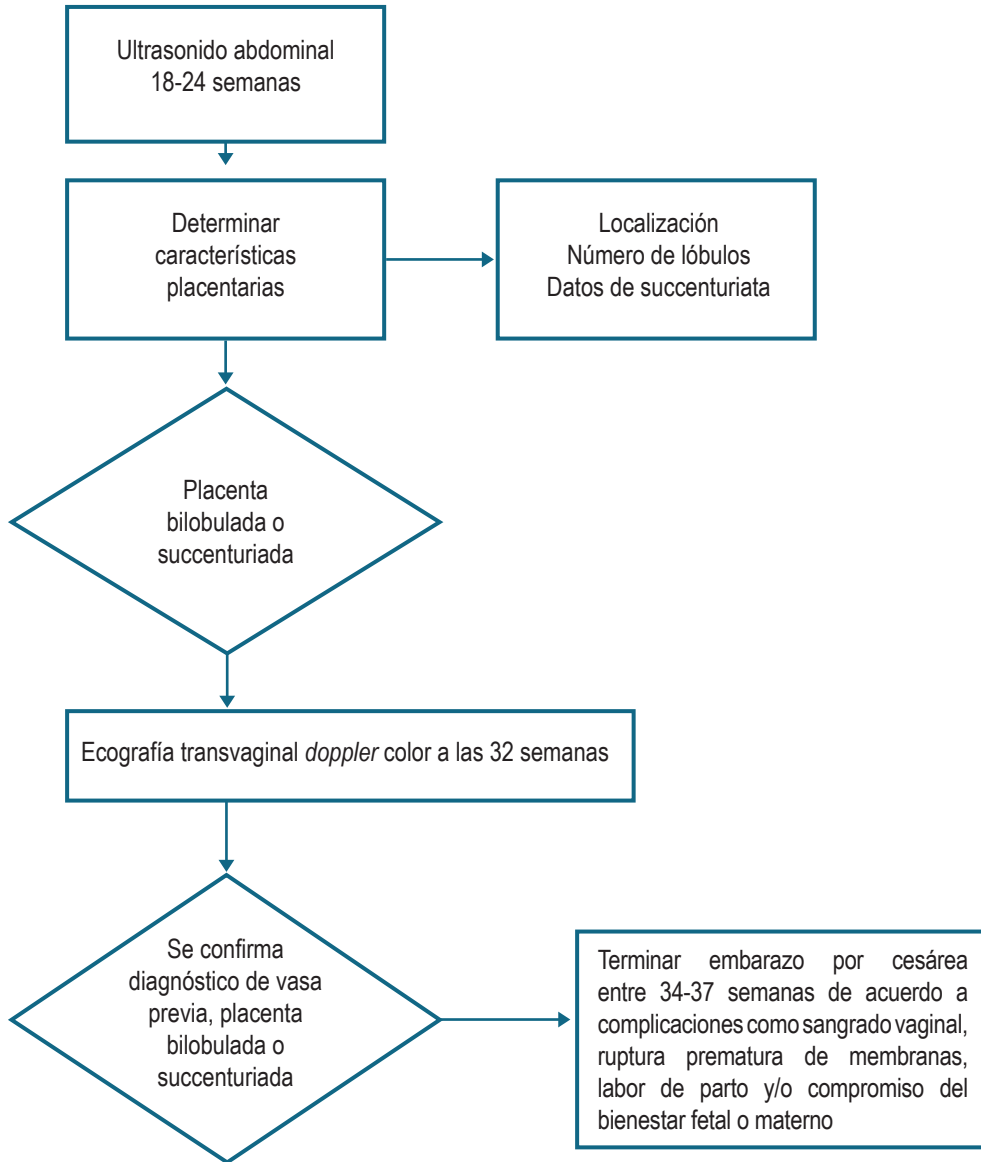 Ultrasonido abdominal
18-24 semanas
Determinar
características
placentarias
Localización
Número de lóbulos
Datos de succenturiata
Placenta
bilobulada o
succenturiada
Ecografía transvaginal doppler color a las 32 semanas
Se confirma
diagnóstico de vasa
previa, placenta
bilobulada o
succenturiada
Terminar embarazo por cesárea
entre 34-37 semanas de acuerdo a
complicaciones como sangrado vaginal,
ruptura prematura de membranas,
labor de parto y/o compromiso del
bienestar fetal o materno